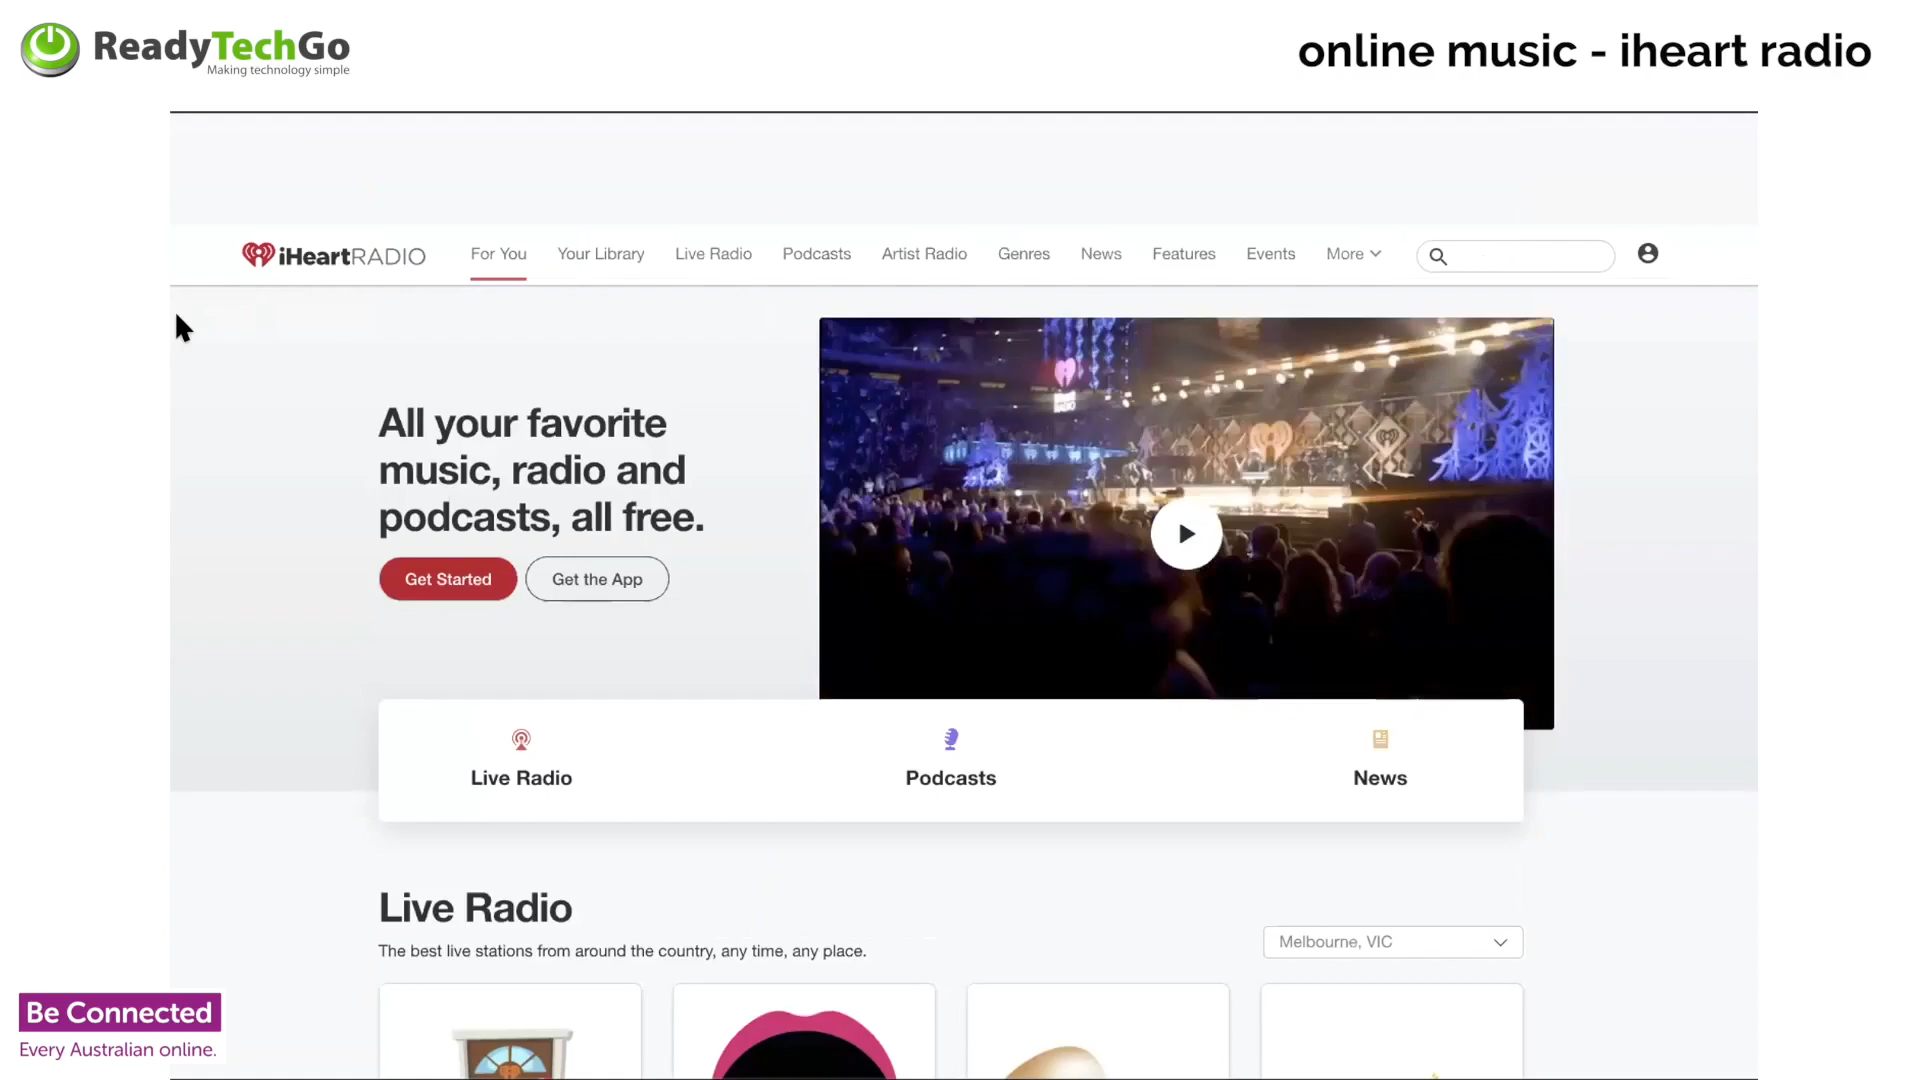 ReadyTechGo
Making technology simple
online music - iheart radio
iHeartRADIO
For You
Your Library
Live Radio
Podcasts
Artist Radio
Genres
News
Features
Events
More
All your favorite
music, radio and
podcasts, all free.
Get Started
Get the App
Live Radio
Podcasts
News
Live Radio
The best live stations from around the country, any time, any place.
Melbourne, VIC
Be Connected
Every Australian online.